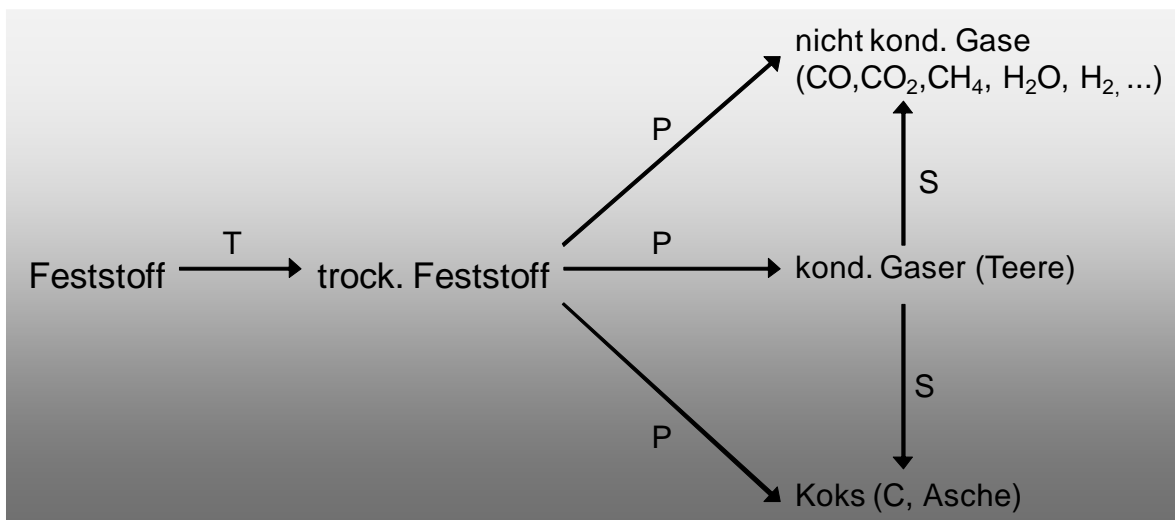 nicht kond. Gase
(CO,CO₂,CH₄, H₂O, H₂, ...)
P
S
T
P
Feststoff
trock. Feststoff
kond. Gaser (Teere)
S
P
Koks (C, Asche)